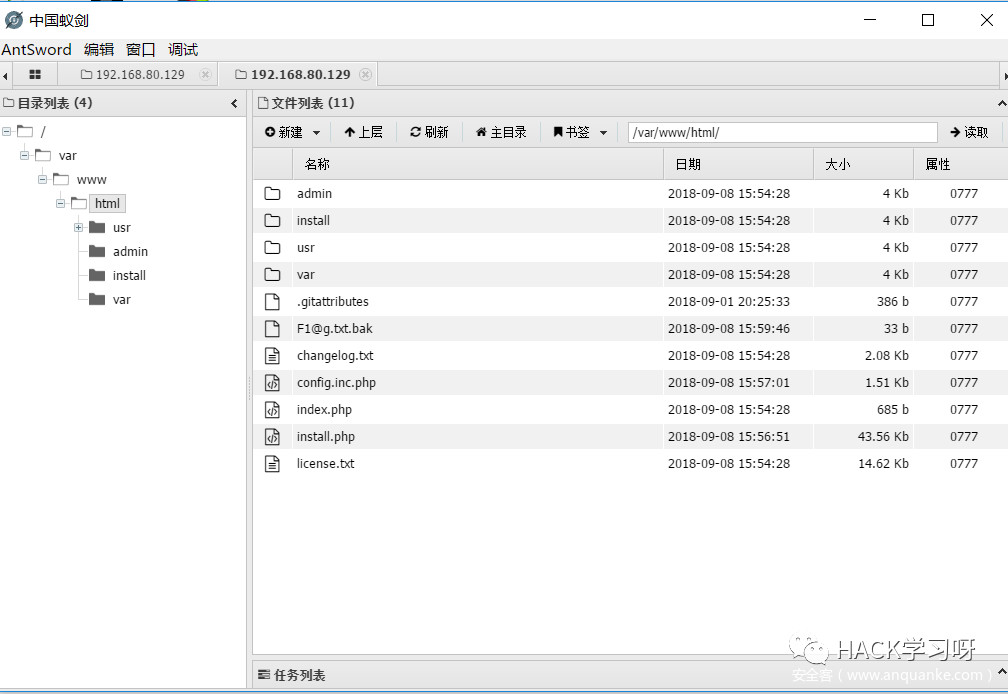 中国蚁剑
AntSword 编辑 窗口 调试
192.168.80.129 192.168.80.129
目录列表 (4)
/
var
www
html
usr
admin
install
var
文件列表 (11)
新建 上层 刷新 主目录 书签 /var/www/html/ 读取
名称 日期 大小 属性
admin 2018-09-08 15:54:28 4 Kb 0777
install 2018-09-08 15:54:28 4 Kb 0777
usr 2018-09-08 15:54:28 4 Kb 0777
var 2018-09-08 15:54:28 4 Kb 0777
.gitattributes 2018-09-01 20:25:33 386 b 0777
F1@g.txt.bak 2018-09-08 15:59:46 33 b 0777
changelog.txt 2018-09-08 15:54:28 2.08 Kb 0777
config.inc.php 2018-09-08 15:57:01 1.51 Kb 0777
index.php 2018-09-08 15:54:28 685 b 0777
install.php 2018-09-08 15:56:51 43.56 Kb 0777
license.txt 2018-09-08 15:54:28 14.62 Kb 0777
HACK学习呀
任务列表
安全客（www.anquanke.com）